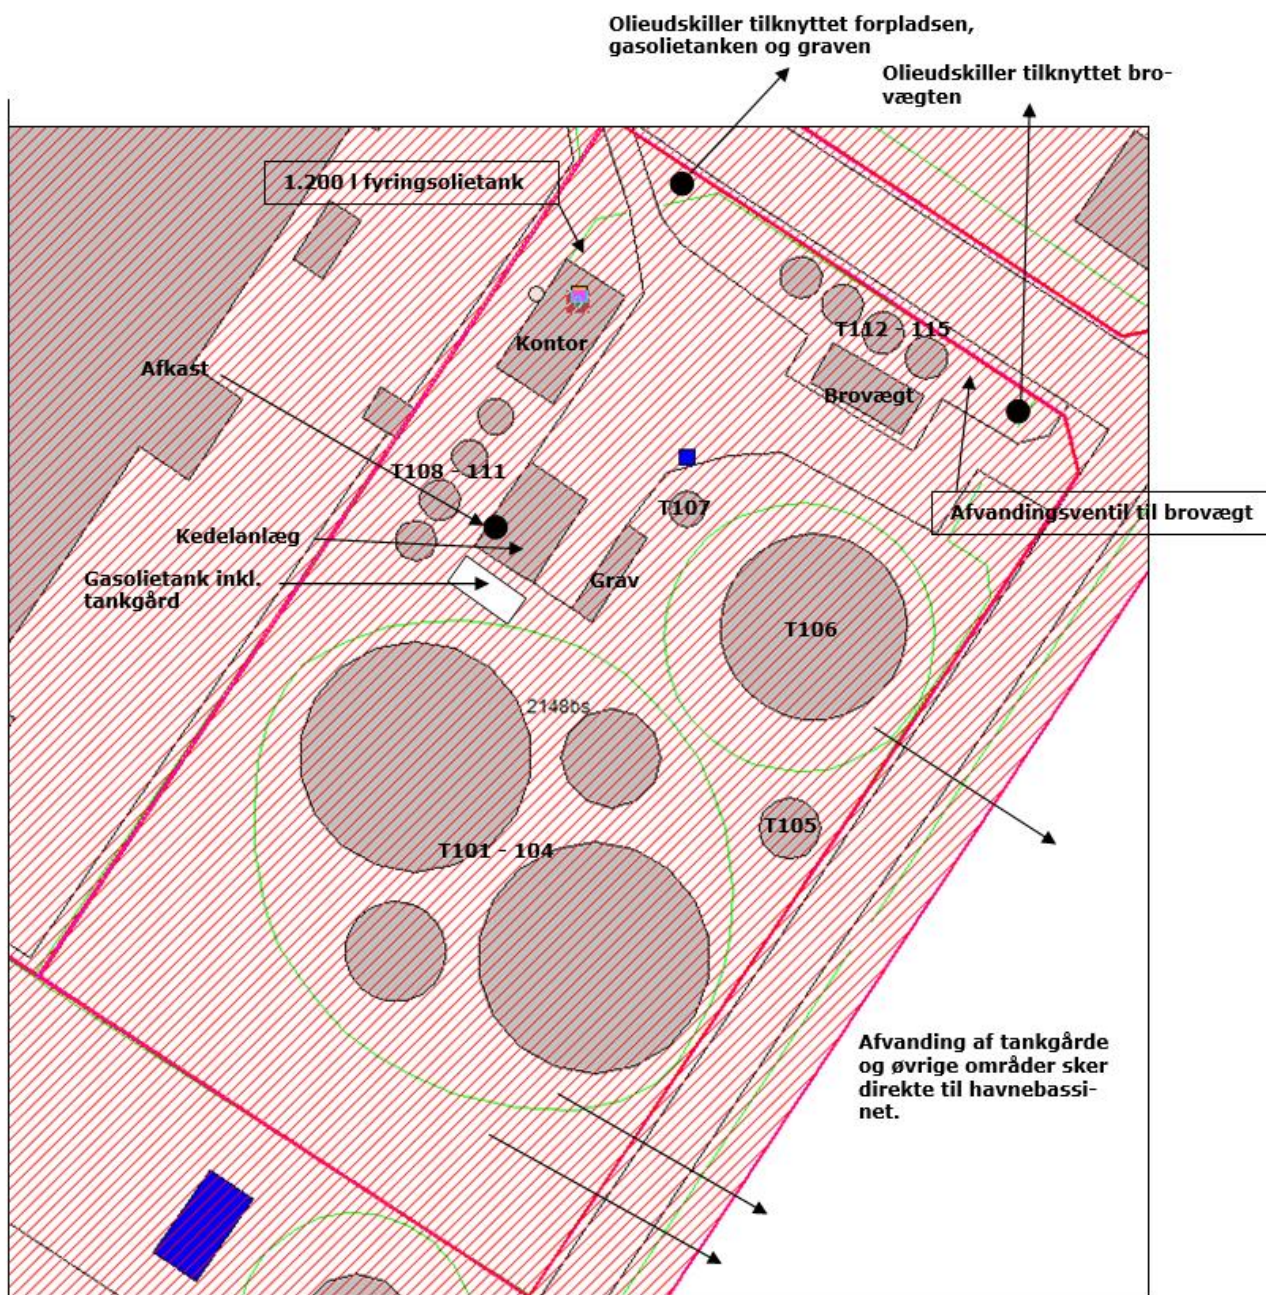 Olieudskiller tilknyttet forpladsen,
gasolietanken og graven
Olieudskiller tilknyttet bro-
vægten
1.200 l fyringsolietank
Kontor
T112 - 115
Brovægt
Afkast
T108 - 111
T107
Afvandingsventil til brovægt
Kedelanlæg
Gasolietank inkl.
tankgård
Grav
T106
2148bs
T105
T101 - 104
Afvanding af tankgårde
og øvrige områder sker
direkte til havnebassi-
net.